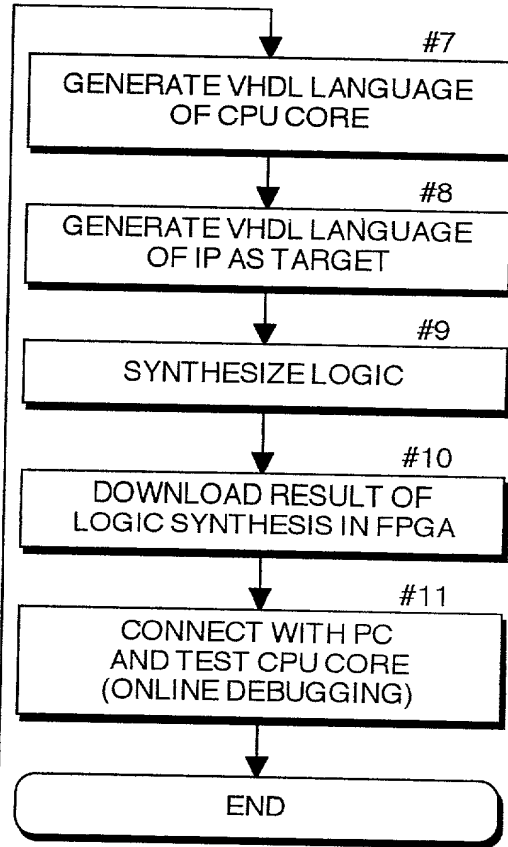 #7
GENERATE VHDL LANGUAGE
OF CPU CORE
#8
GENERATE VHDL LANGUAGE
OF IP AS TARGET
#9
SYNTHESIZE LOGIC
#10
DOWNLOAD RESULT OF
LOGIC SYNTHESIS IN FPGA
#11
CONNECT WITH PC
AND TEST CPU CORE
(ONLINE DEBUGGING)
END